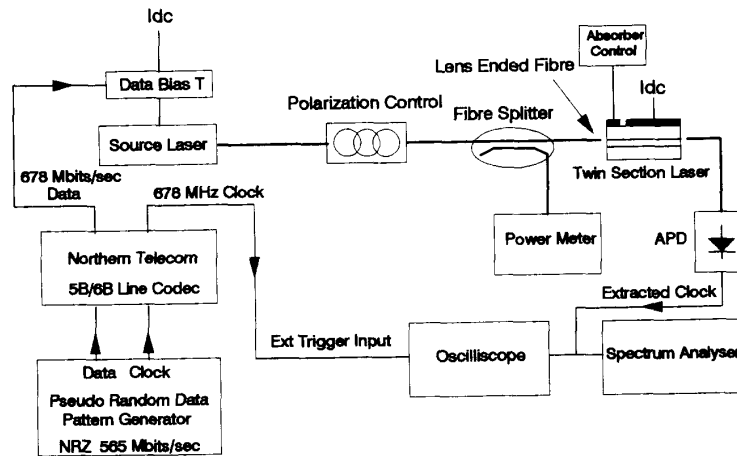 Idc
Absorber
Control
Data Bias T
Lens Ended Fibre
Idc
Polarization Control
Fibre Splitter
Source Laser
678 Mbits/sec
Data
678 MHz Clock
Twin Section Laser
Northern Telecom
5B/6B Line Codec
Power Meter
APD
Extracted Clock
Ext Trigger Input
Oscilliscope
Spectrum Analyser
Data Clock
Pseudo Random Data
Pattern Generator
NRZ 565 Mbits/sec